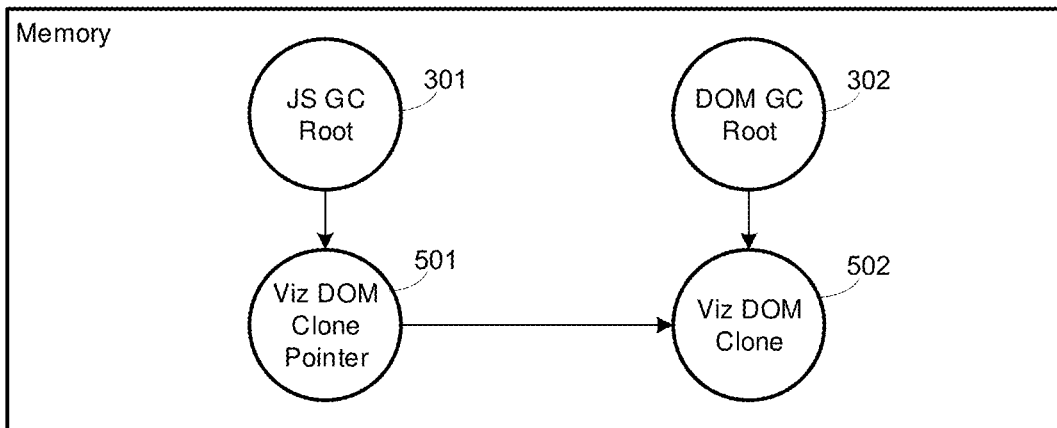 Memory
JS GC
Root
301
DOM GC
Root
302
Viz DOM
Clone
Pointer
501
Viz DOM
Clone
502